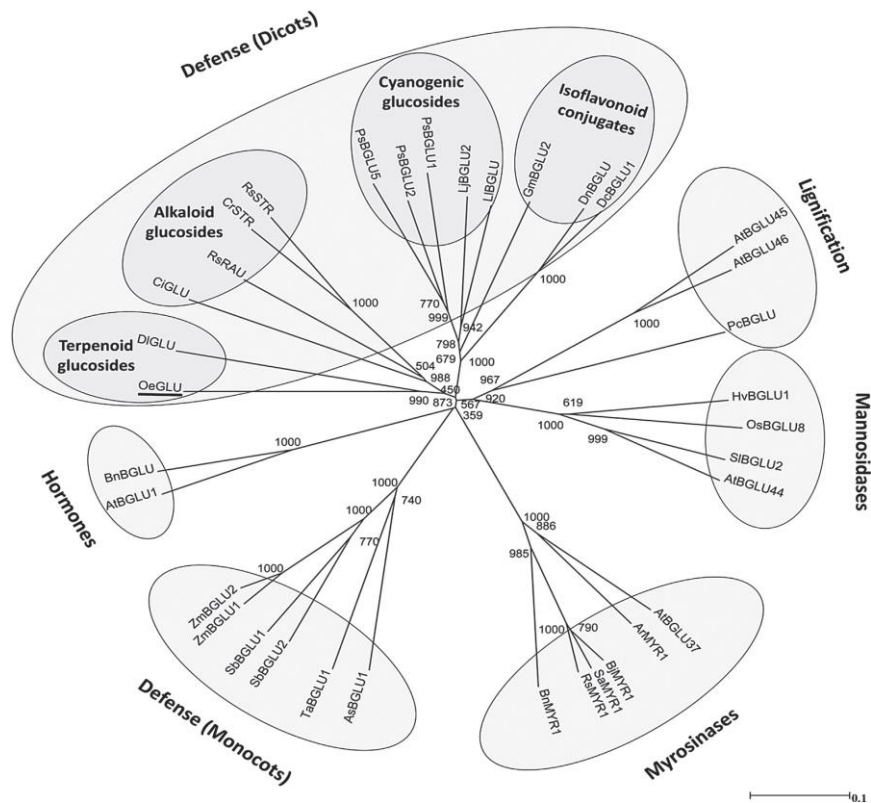 Defense (Dicots)
Cyanogenic
glucosides
PsBGLU5
PsBGLU2
PsBGLU1
LjBGLU2
LlBGLU
Isoflavonoid
conjugates
GmBGLU2
DnBGLU
DcBGLU1
Alkaloid
glucosides
RsSTR
CrSTR
RsRAU
CiGLU
Terpenoid
glucosides
DlGLU
OeGLU
Lignification
AtBGLU45
AtBGLU46
PcBGLU
Mannosidases
HvBGLU1
OsBGLU8
SlBGLU2
AtBGLU44
Hormones
BnBGLU
AtBGLU1
Defense (Monocots)
ZmBGLU2
ZmBGLU1
SbBGLU1
SbBGLU2
TaBGLU1
AsBGLU1
Myrosinases
BnMYR1
RsMYR1
SaMYR1
BjMYR1
ArMYR1
AtBGLU37
1000
770
999
942
798
679
1000
1000
504
988
450
990
873
567
359
967
920
1000
619
1000
999
1000
1000
740
1000
770
1000
1000
886
985
1000
790
0.1